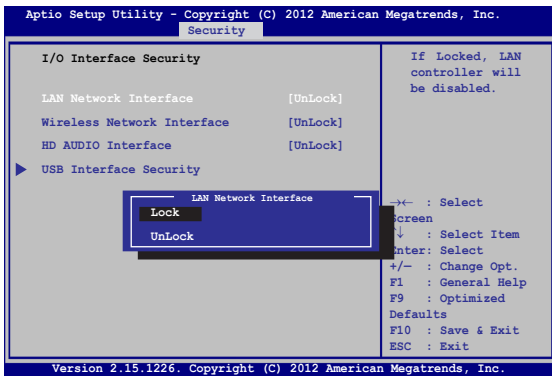 Aptio Setup Utility - Copyright (C) 2012 American Megatrends, Inc.
Security
I/O Interface Security
LAN Network Interface [UnLock]
Wireless Network Interface [UnLock]
HD AUDIO Interface [UnLock]
USB Interface Security
LAN Network Interface
Lock
UnLock
If Locked, LAN
controller will
be disabled.
→← : Select
Screen
↑↓ : Select Item
Enter: Select
+/— : Change Opt.
F1 : General Help
F9 : Optimized
Defaults
F10 : Save & Exit
ESC : Exit
Version 2.15.1226. Copyright (C) 2012 American Megatrends, Inc.